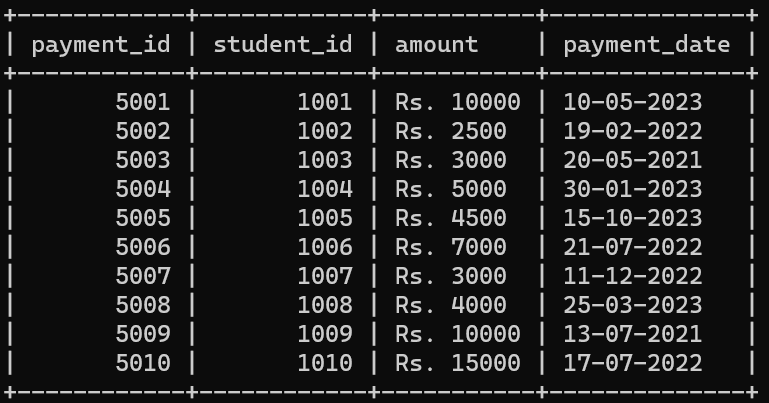 +------------+------------+-----------+--------------+
| payment_id | student_id | amount    | payment_date |
+------------+------------+-----------+--------------+
|       5001 |       1001 | Rs. 10000 | 10-05-2023   |
|       5002 |       1002 | Rs. 2500  | 19-02-2022   |
|       5003 |       1003 | Rs. 3000  | 20-05-2021   |
|       5004 |       1004 | Rs. 5000  | 30-01-2023   |
|       5005 |       1005 | Rs. 4500  | 15-10-2023   |
|       5006 |       1006 | Rs. 7000  | 21-07-2022   |
|       5007 |       1007 | Rs. 3000  | 11-12-2022   |
|       5008 |       1008 | Rs. 4000  | 25-03-2023   |
|       5009 |       1009 | Rs. 10000 | 13-07-2021   |
|       5010 |       1010 | Rs. 15000 | 17-07-2022   |
+------------+------------+-----------+--------------+